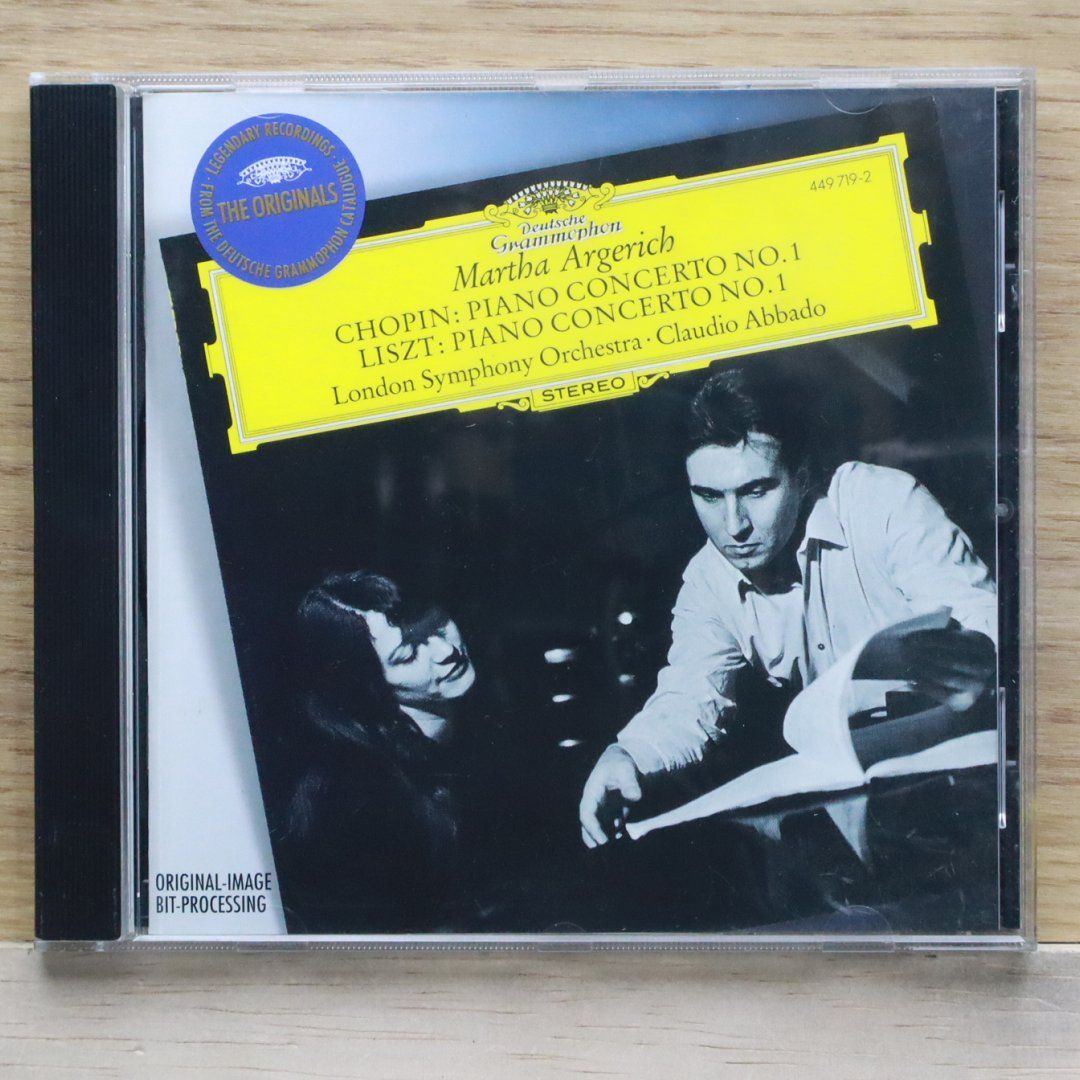 LEGENDARY RECORDINGS
THE ORIGINALS
FROM THE DEUTSCHE GRAMMOPHON CATALOGUE
449 719-2
Deutsche
Grammophon
Martha Argerich
CHOPIN: PIANO CONCERTO NO. 1
LISZT: PIANO CONCERTO NO. 1
London Symphony Orchestra · Claudio Abbado
STEREO
ORIGINAL-IMAGE
BIT-PROCESSING